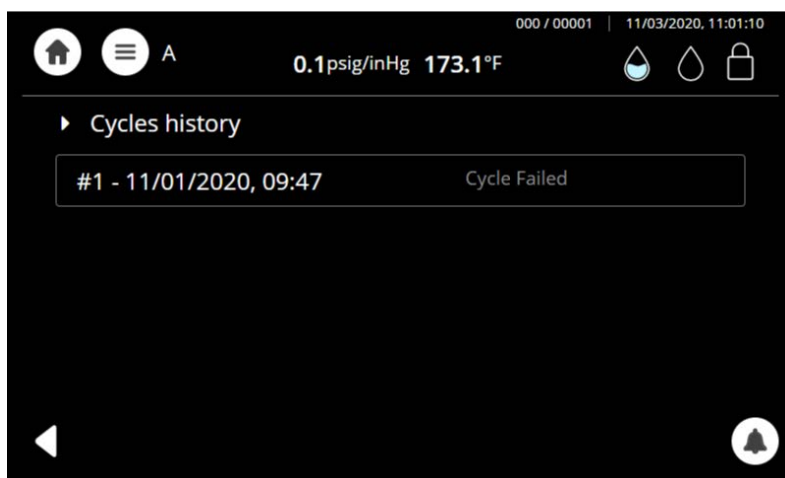 000 / 00001 | 11/03/2020, 11:01:10
A
0.1psig/inHg 173.1°F
Cycles history
#1 - 11/01/2020, 09:47 Cycle Failed